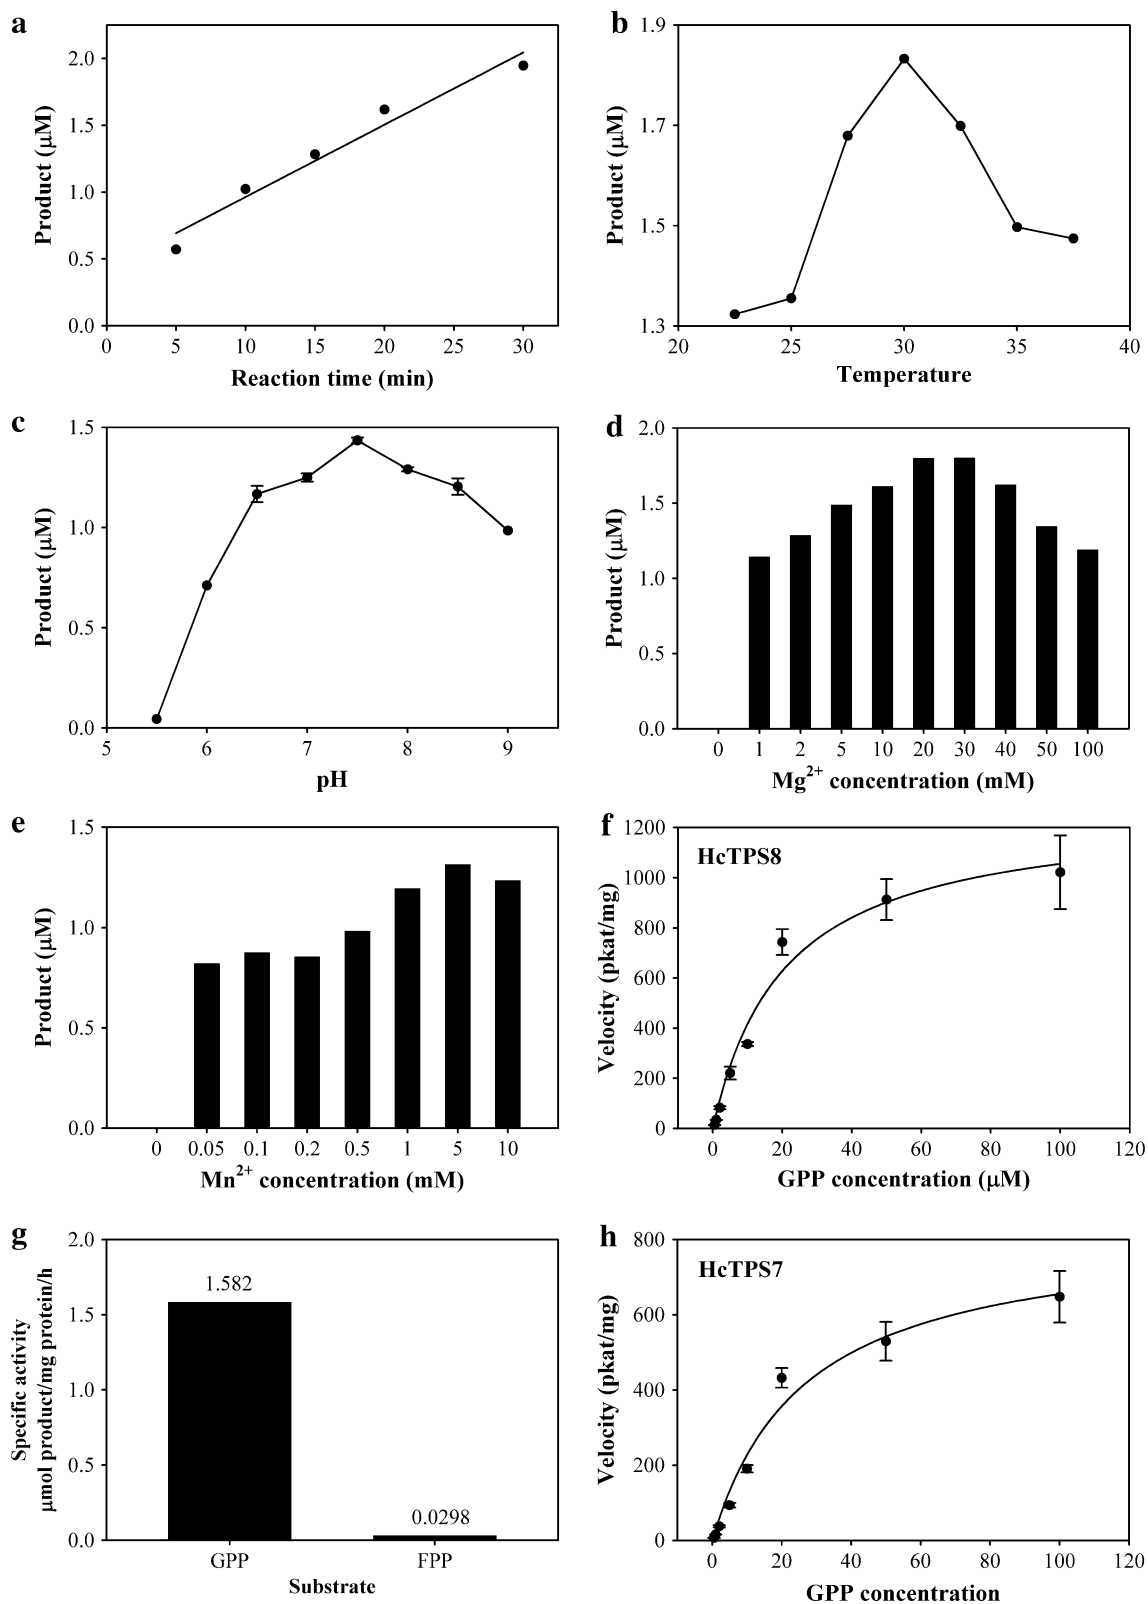 a
Product (μM)
2.0
1.5
1.0
0.5
0.0
0 5 10 15 20 25 30
Reaction time (min)
b
Product (μM)
1.9
1.7
1.5
1.3
20 25 30 35 40
Temperature
c
Product (μM)
1.5
1.0
0.5
0.0
5 6 7 8 9
pH
d
Product (μM)
2.0
1.5
1.0
0.5
0.0
0 1 2 5 10 20 30 40 50 100
Mg²⁺ concentration (mM)
e
Product (μM)
1.5
1.0
0.5
0.0
0 0.05 0.1 0.2 0.5 1 5 10
Mn²⁺ concentration (mM)
f
HcTPS8
Velocity (pkat/mg)
1200
1000
800
600
400
200
0
0 20 40 60 80 100 120
GPP concentration (μM)
g
Specific activity
μmol product/mg protein/h
2.0
1.5
1.0
0.5
0.0
1.582
0.0298
GPP FPP
Substrate
h
HcTPS7
Velocity (pkat/mg)
800
600
400
200
0
0 20 40 60 80 100 120
GPP concentration